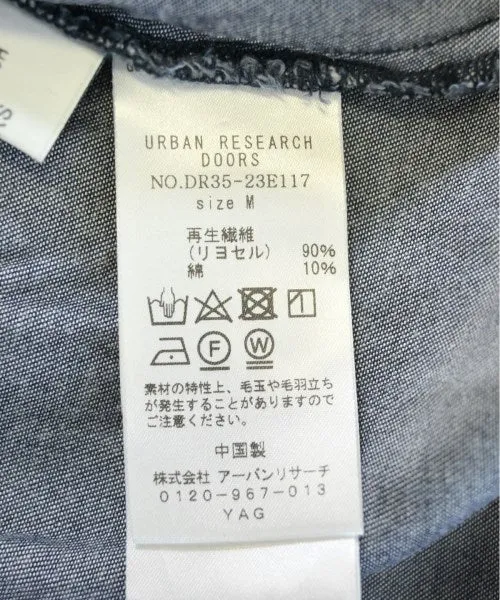 URBAN RESEARCH
DOORS
NO.DR35-23E117
size M
再生繊維
(リヨセル) 90%
綿 10%
F W
素材の特性上、毛玉や毛羽立ち
が発生することがありますので
ご注意ください。
中国製
株式会社 アーバンリサーチ
0120-967-013
YAG